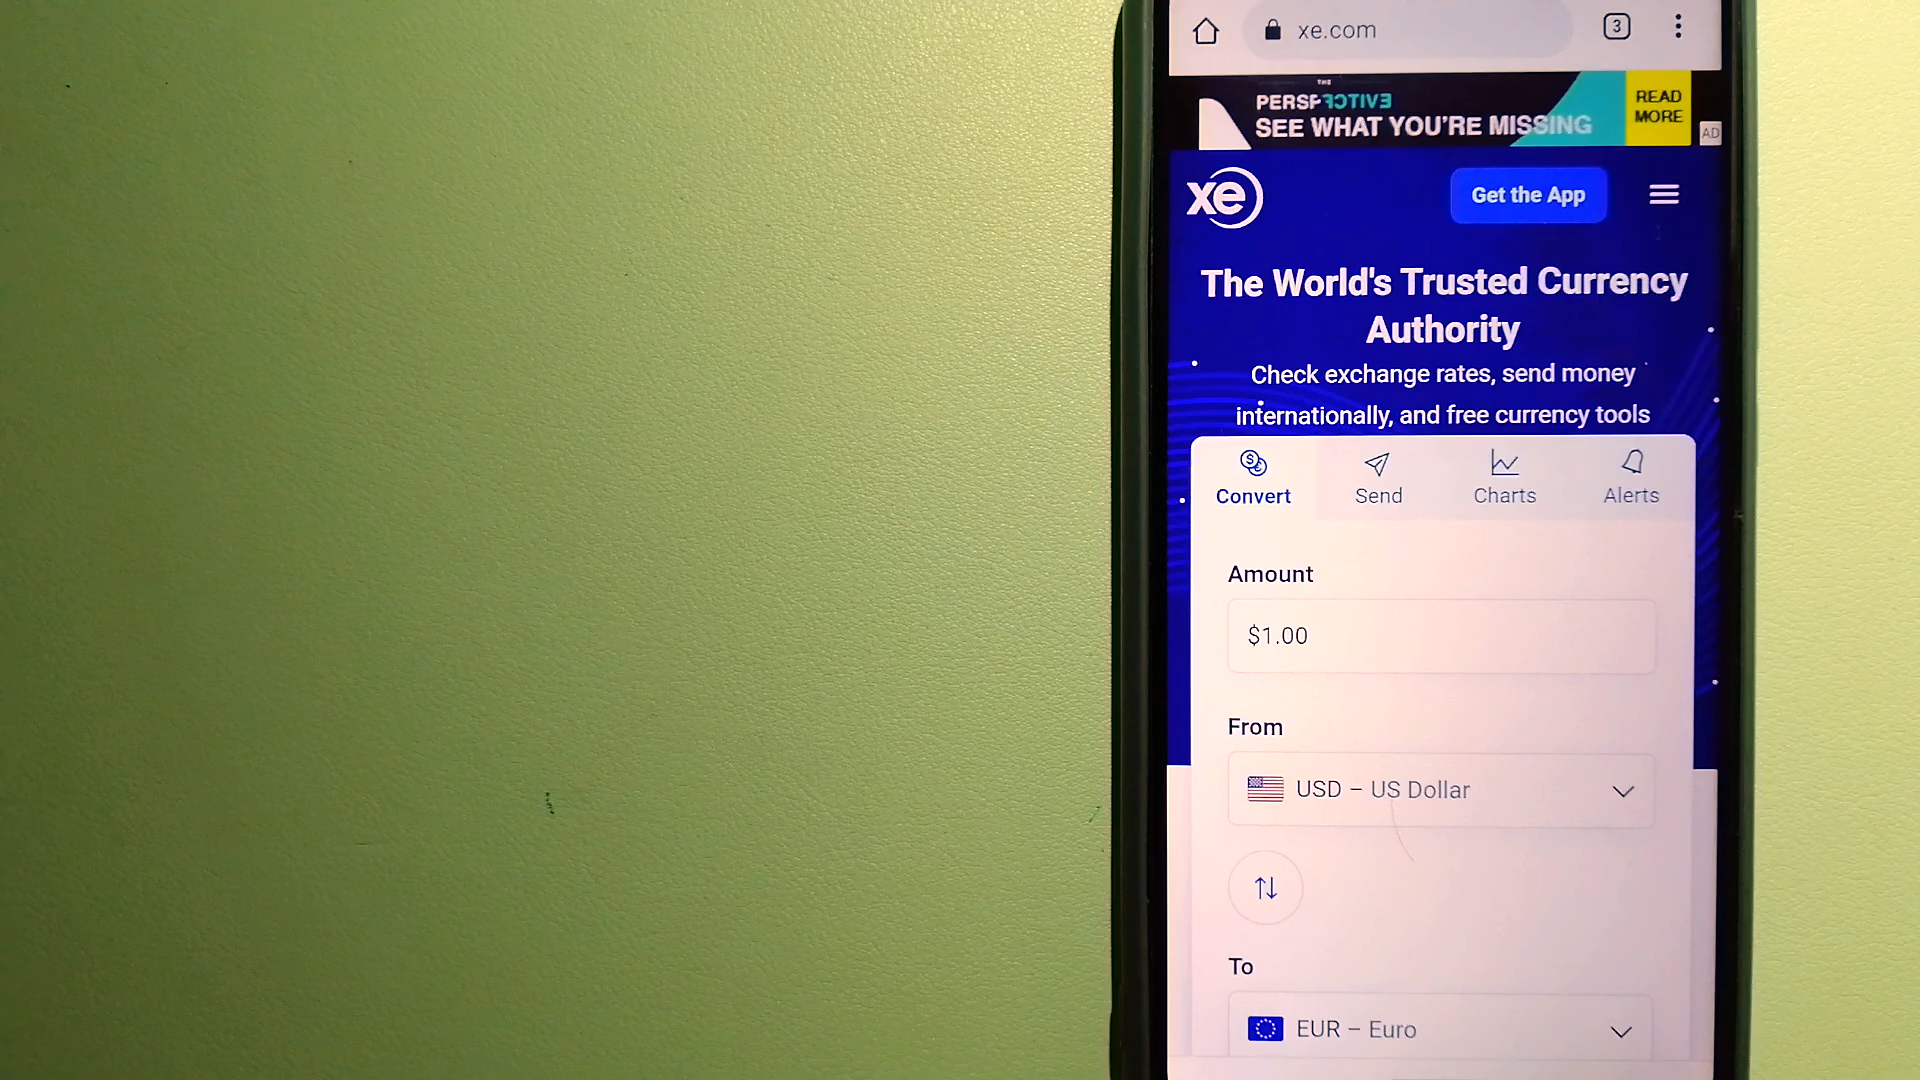 xe.com
3
THE
PERSPECTIVE
SEE WHAT YOU'RE MISSING
READ
MORE
AD
xe
Get the App
The World's Trusted Currency
Authority
Check exchange rates, send money
internationally, and free currency tools
Convert
Send
Charts
Alerts
Amount
$1.00
From
USD – US Dollar
To
EUR – Euro